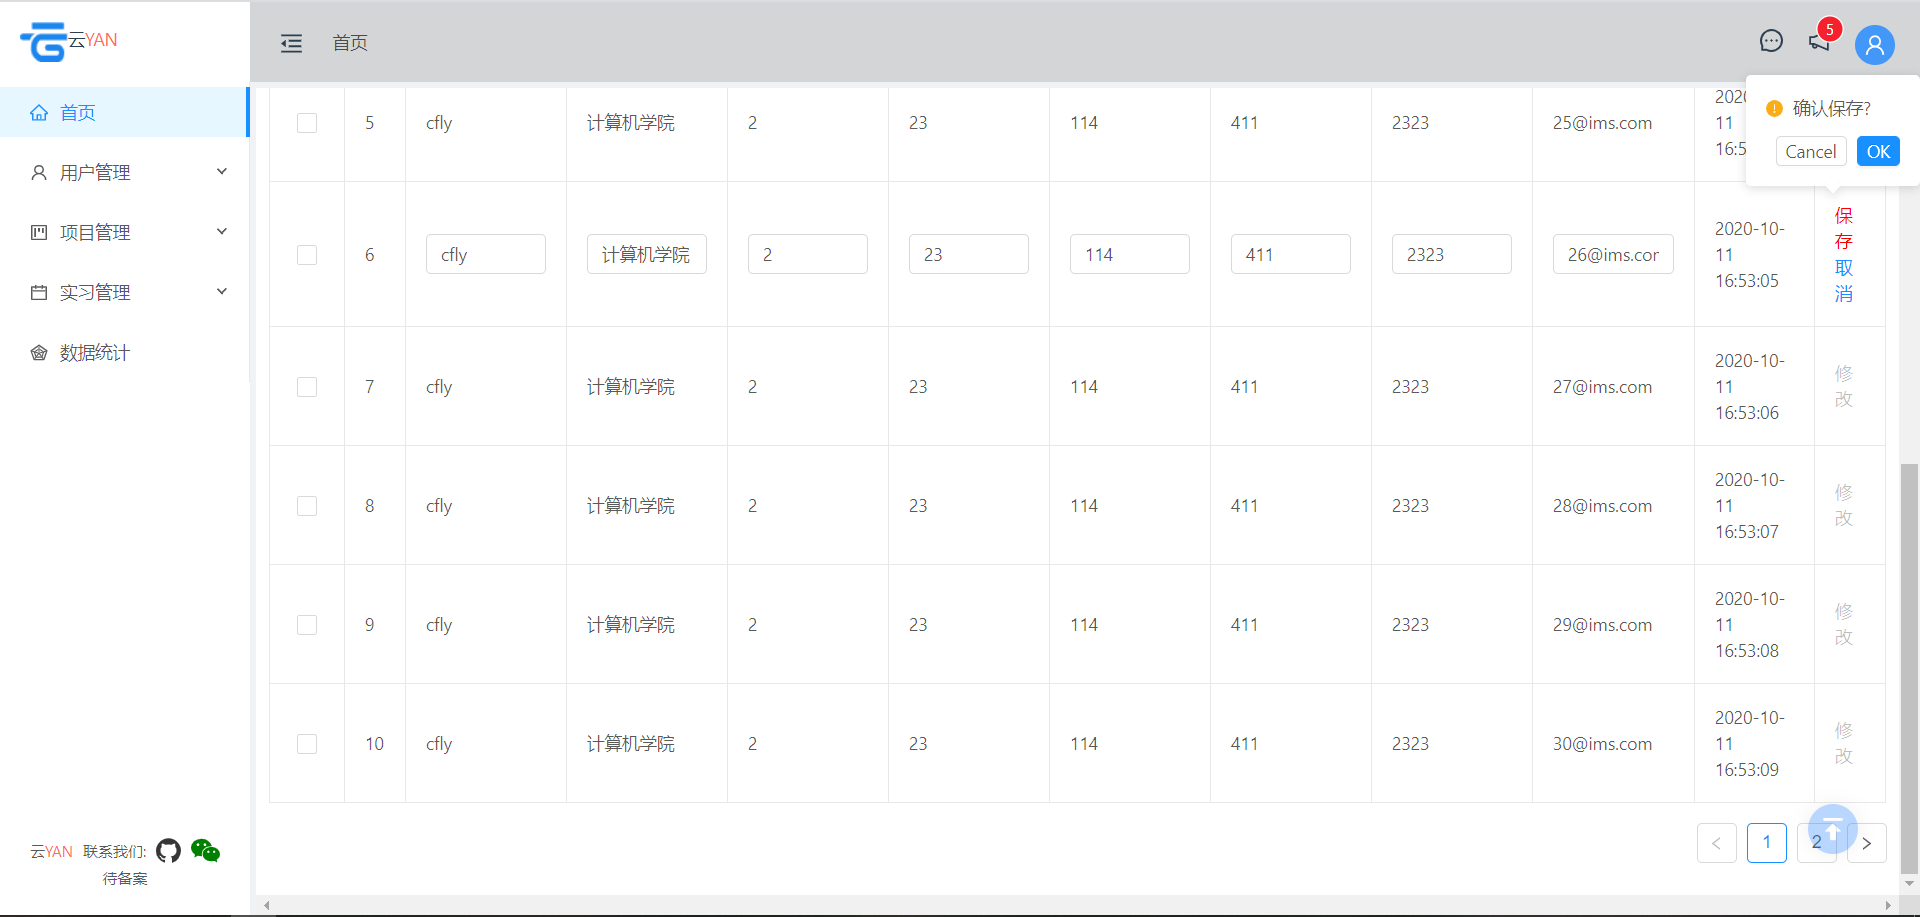 云YAN
首页
用户管理
项目管理
实习管理
数据统计
云YAN 联系我们:
待备案
首页
5
确认保存?
Cancel OK
5 cfly 计算机学院 2 23 114 411 2323 25@ims.com
11
6 cfly 计算机学院 2 23 114 411 2323 26@ims.cor 2020-10-
11
16:53:05
保
存
取
消
7 cfly 计算机学院 2 23 114 411 2323 27@ims.com 2020-10-
11
16:53:06
修
改
8 cfly 计算机学院 2 23 114 411 2323 28@ims.com 2020-10-
11
16:53:07
修
改
9 cfly 计算机学院 2 23 114 411 2323 29@ims.com 2020-10-
11
16:53:08
修
改
10 cfly 计算机学院 2 23 114 411 2323 30@ims.com 2020-10-
11
16:53:09
修
改
< 1 2 >